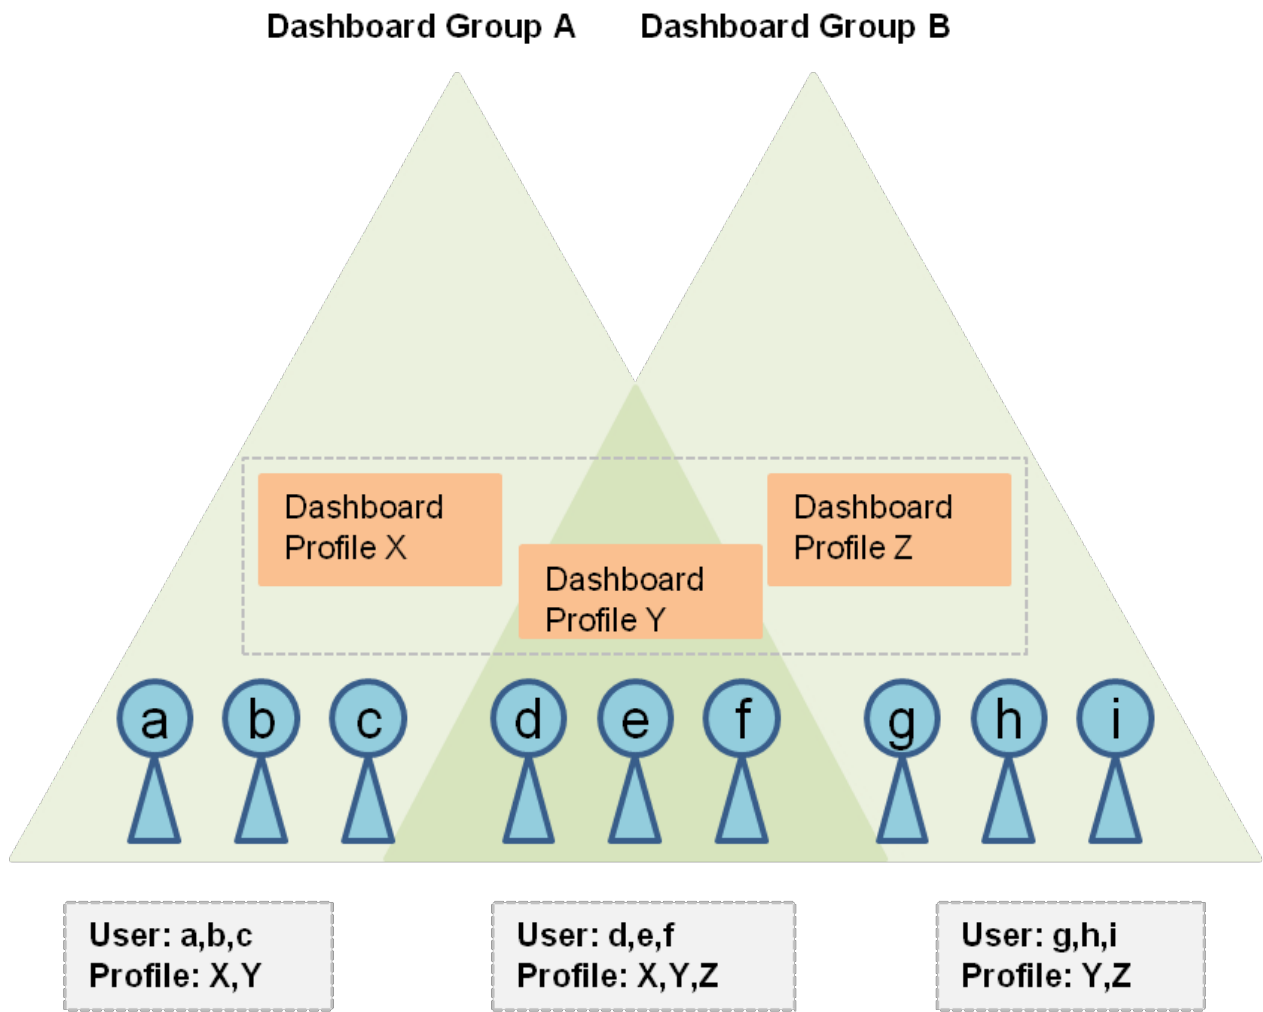 Dashboard Group A
Dashboard Group B
Dashboard
Profile X
Dashboard
Profile Y
Dashboard
Profile Z
a
b
c
d
e
f
g
h
i
User: a,b,c
Profile: X,Y
User: d,e,f
Profile: X,Y,Z
User: g,h,i
Profile: Y,Z